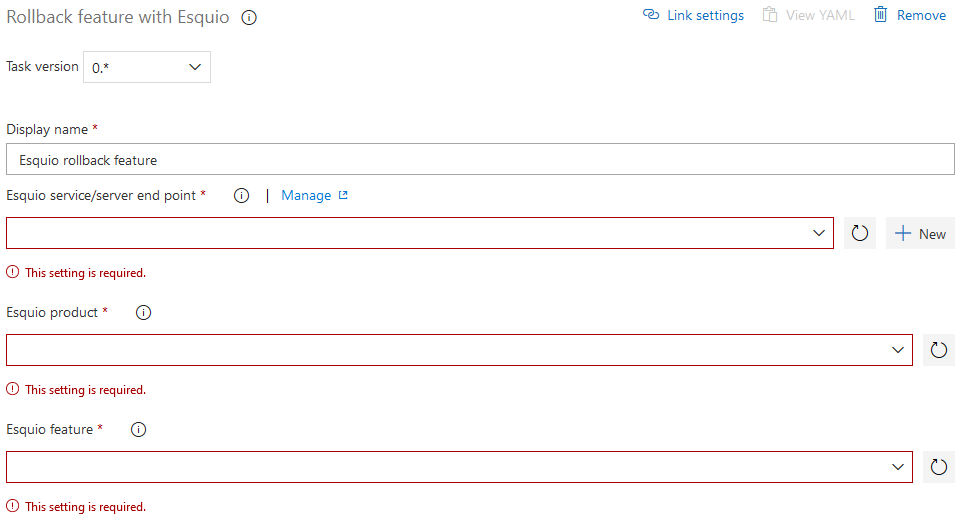 Rollback feature with Esquio
Link settings
View YAML
Remove
Task version 0.*
Display name *
Esquio rollback feature
Esquio service/server end point * | Manage
New
This setting is required.
Esquio product *
This setting is required.
Esquio feature *
This setting is required.